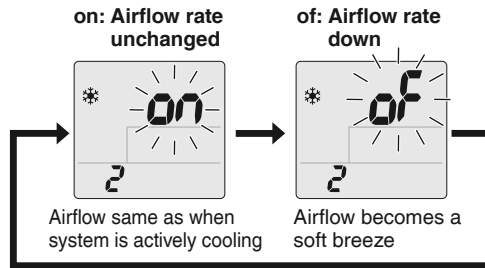 on: Airflow rate unchanged
of: Airflow rate down
on
2
oF
2
Airflow same as when
system is actively cooling
Airflow becomes a
soft breeze